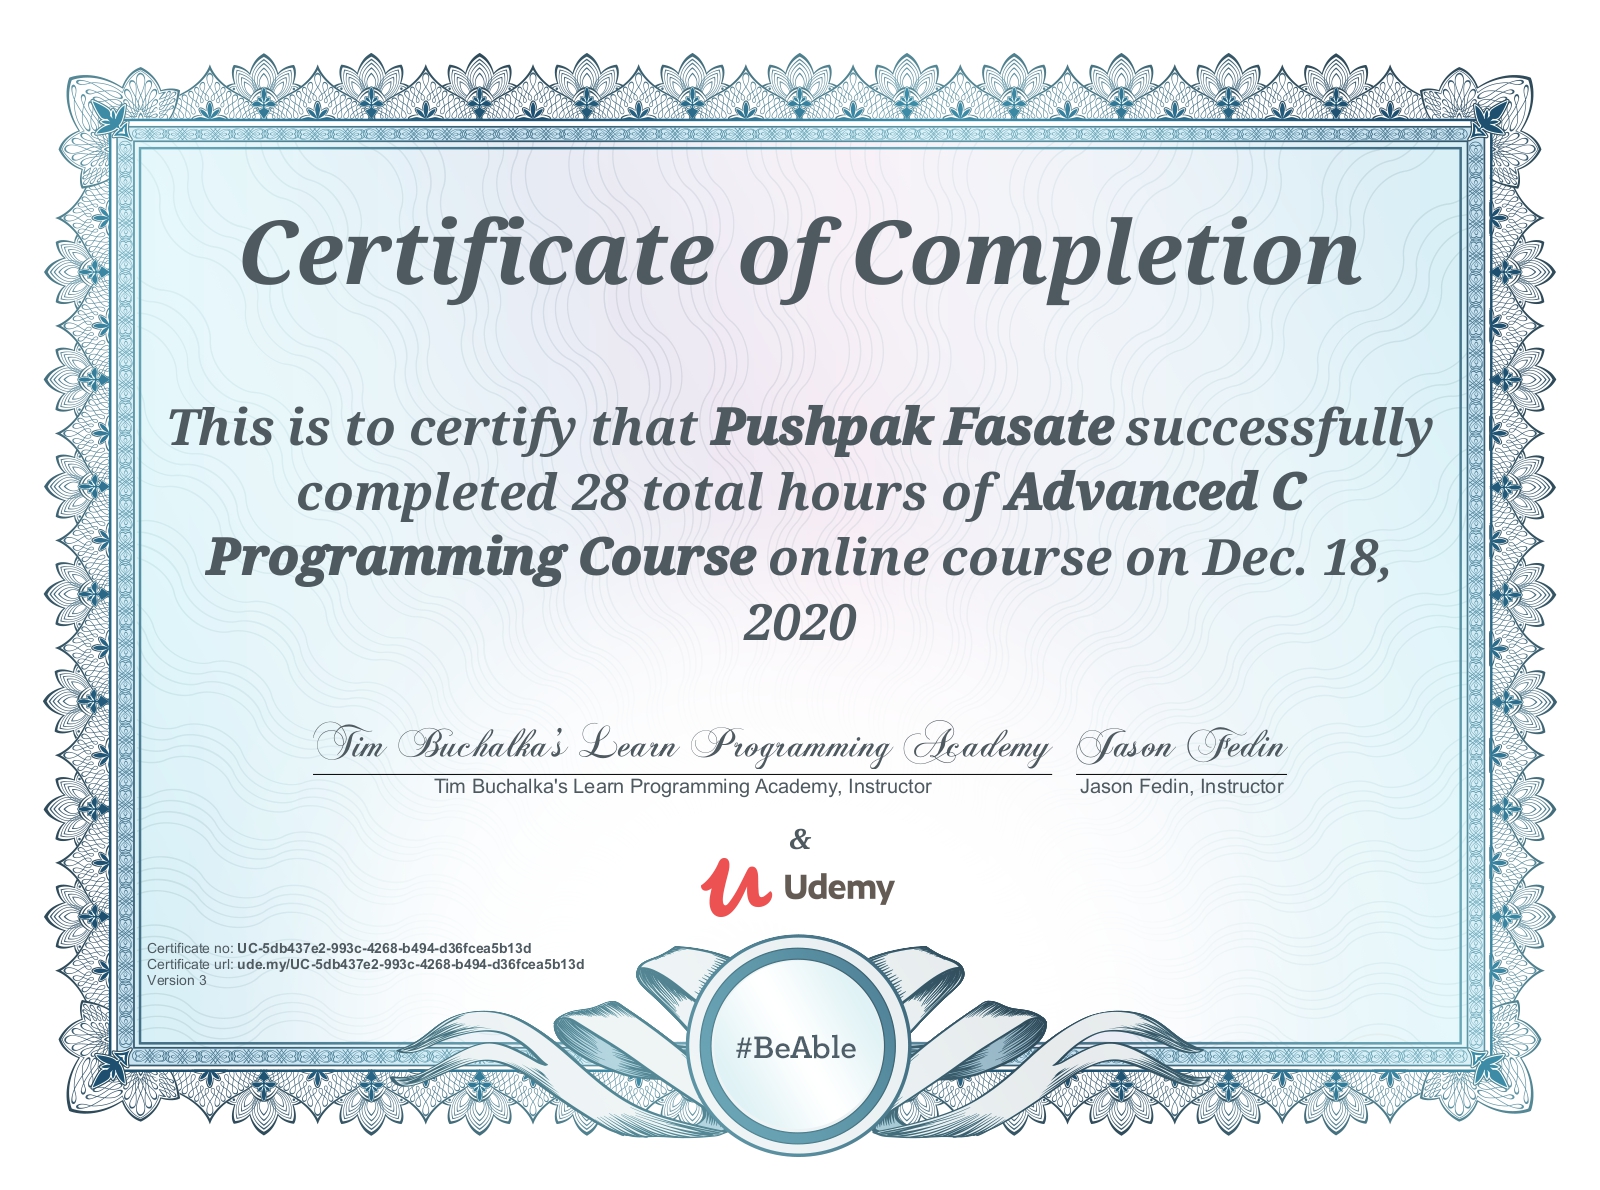 Certificate of Completion
This is to certify that Pushpak Fasate successfully
completed 28 total hours of Advanced C
Programming Course online course on Dec. 18,
2020
Tim Buchalka's Learn Programming Academy Jason Fedin
Tim Buchalka's Learn Programming Academy, Instructor Jason Fedin, Instructor
&
Udemy
Certificate no: UC-5db437e2-993c-4268-b494-d36fcea5b13d
Certificate url: ude.my/UC-5db437e2-993c-4268-b494-d36fcea5b13d
Version 3
#BeAble